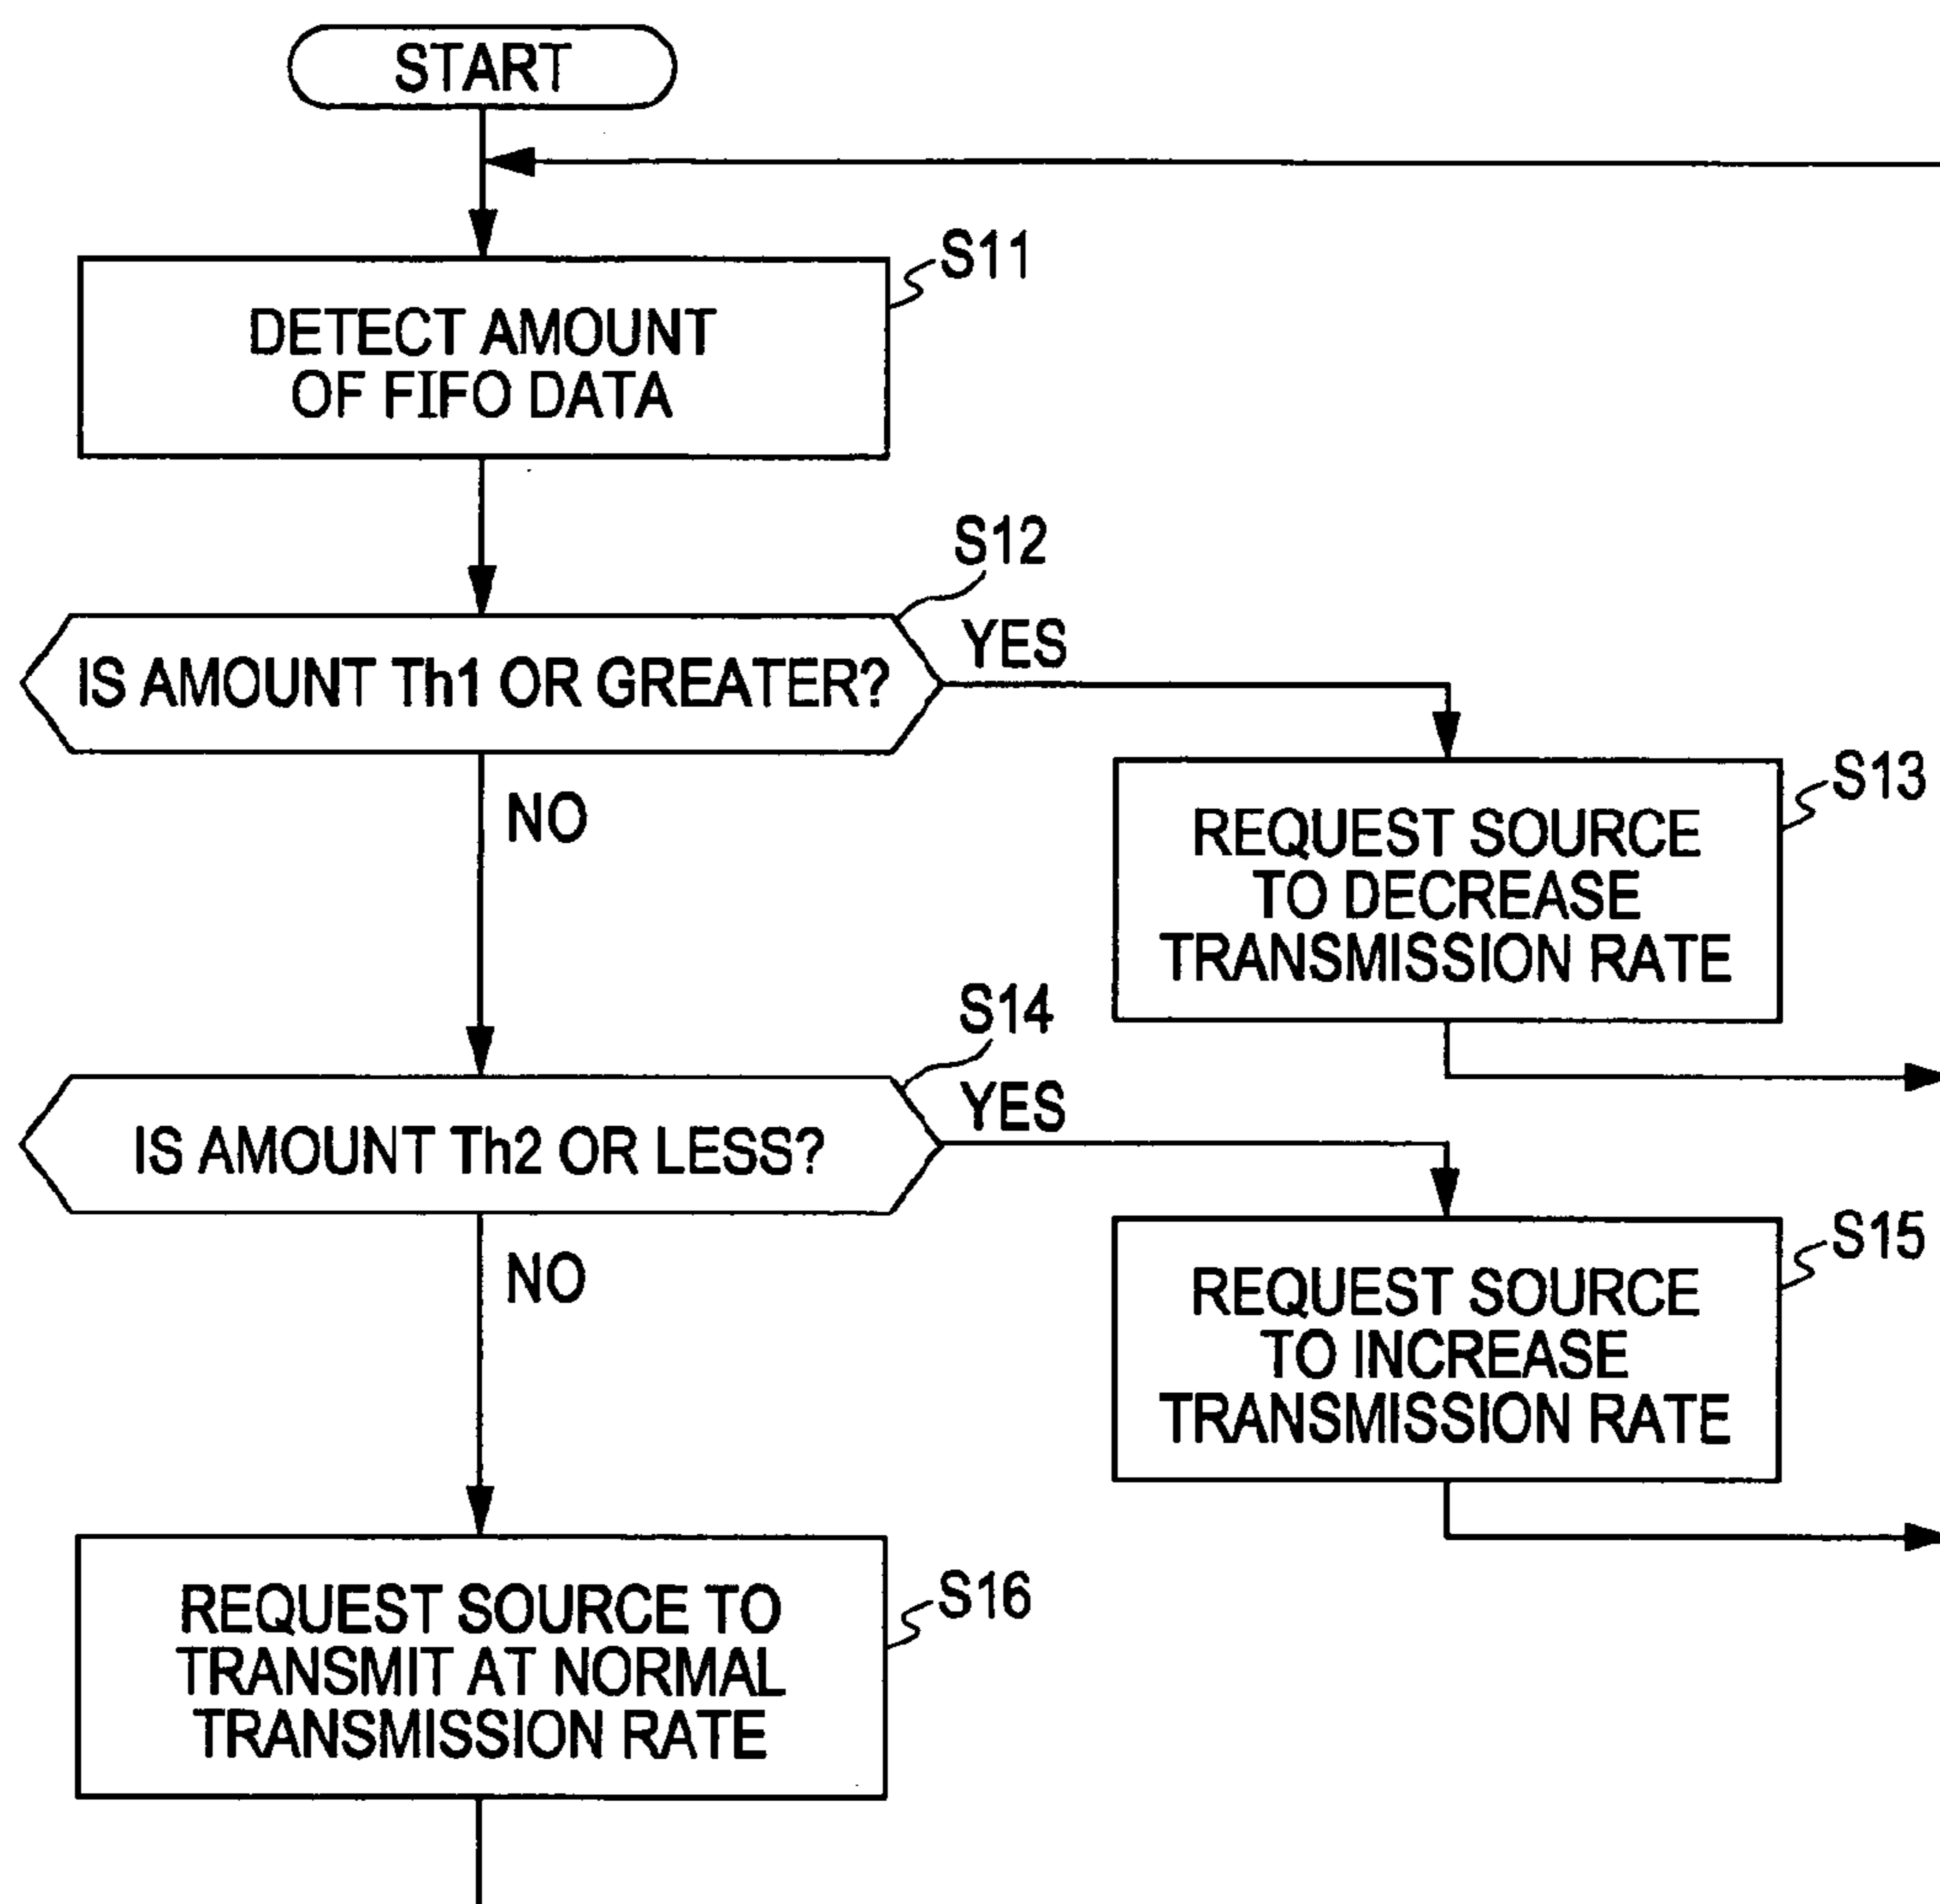 START
S11
DETECT AMOUNT
OF FIFO DATA
S12
IS AMOUNT Th1 OR GREATER?
YES
NO
S13
REQUEST SOURCE
TO DECREASE
TRANSMISSION RATE
S14
IS AMOUNT Th2 OR LESS?
YES
NO
S15
REQUEST SOURCE
TO INCREASE
TRANSMISSION RATE
S16
REQUEST SOURCE TO
TRANSMIT AT NORMAL
TRANSMISSION RATE